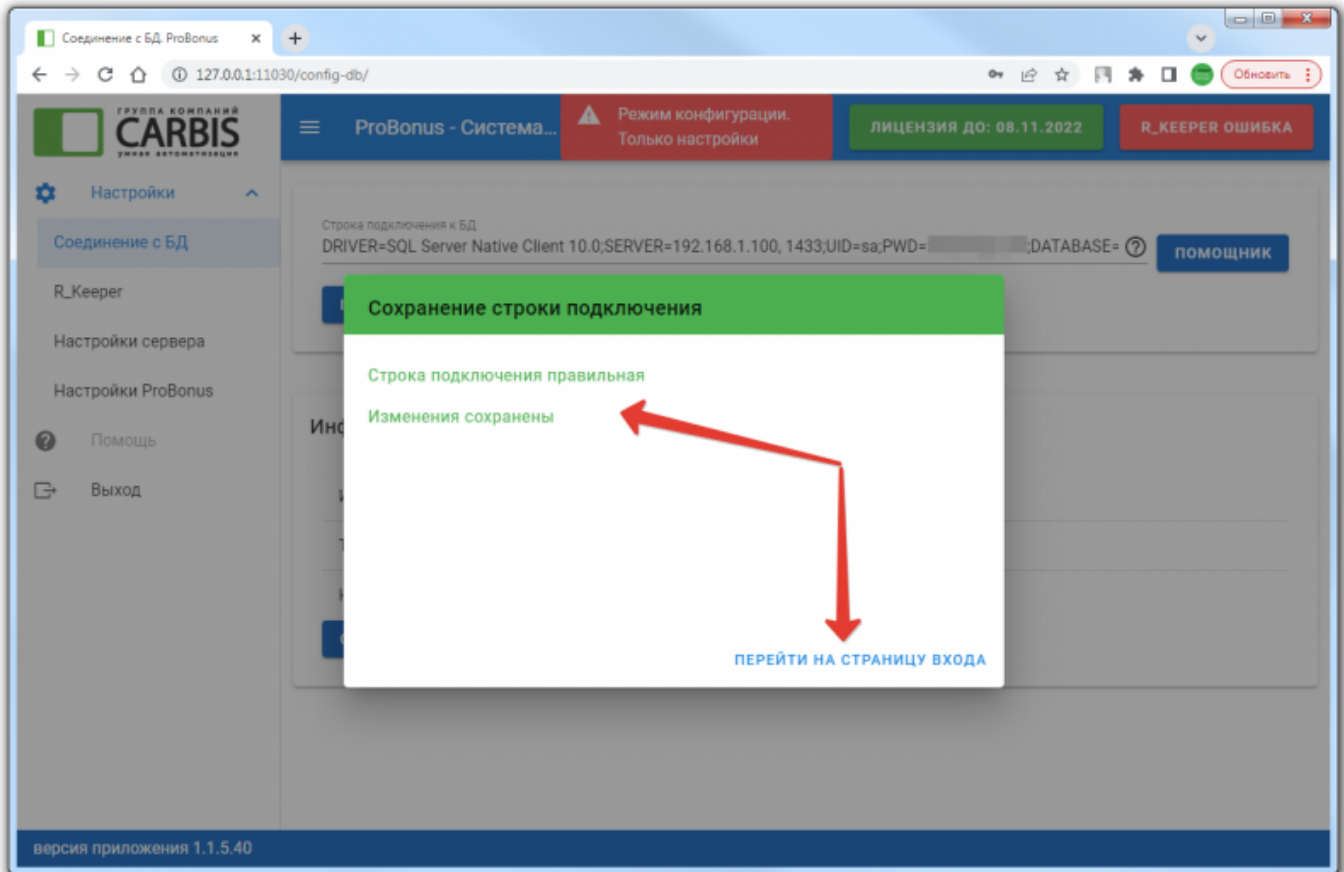 Соединение с БД. ProBonus
127.0.0.1:11030/config-db/
Обновить
ГРУППА КОМПАНИЙ
CARBIS
умная автоматизация
ProBonus - Система...
Режим конфигурации.
Только настройки
ЛИЦЕНЗИЯ ДО: 08.11.2022
R_KEEPER ОШИБКА
Настройки
Соединение с БД
R_Keeper
Настройки сервера
Настройки ProBonus
Помощь
Выход
Строка подключения к БД
DRIVER=SQL Server Native Client 10.0;SERVER=192.168.1.100, 1433;UID=sa;PWD= ;DATABASE=
ПОМОЩНИК
Сохранение строки подключения
Строка подключения правильная
Изменения сохранены
ПЕРЕЙТИ НА СТРАНИЦУ ВХОДА
версия приложения 1.1.5.40